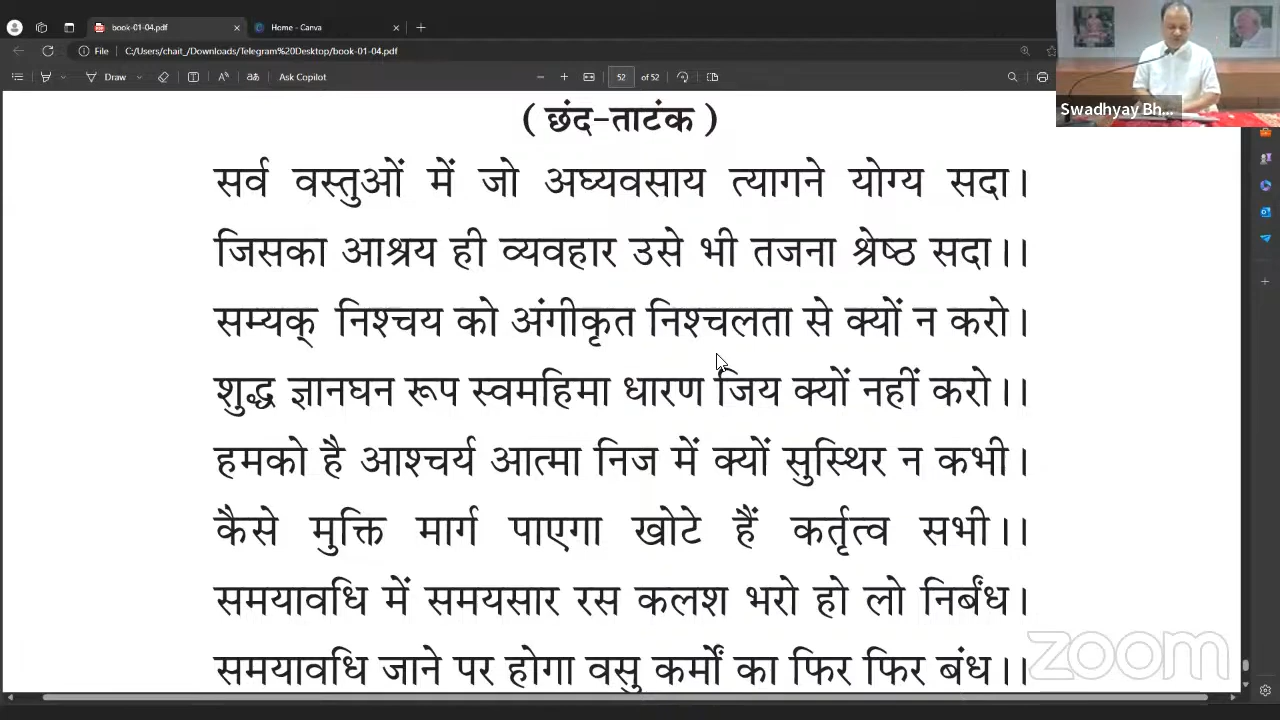 book-01-04.pdf
Home - Canva
File
C:/Users/chait_/Downloads/Telegram%20Desktop/book-01-04.pdf
Draw
Ask Copilot
52
of 52
Swadhyay Bh...
( छंद-ताटंक )
सर्व वस्तुओं में जो अघ्यवसाय त्यागने योग्य सदा।
जिसका आश्रय ही व्यवहार उसे भी तजना श्रेष्ठ सदा।।
सम्यक् निश्चय को अंगीकृत निश्चलता से क्यों न करो।
शुद्ध ज्ञानघन रूप स्वमहिमा धारण जिय क्यों नहीं करो।।
हमको है आश्चर्य आत्मा निज में क्यों सुस्थिर न कभी।
कैसे मुक्ति मार्ग पाएगा खोटे हैं कर्तृत्व सभी।।
समयावधि में समयसार रस कलश भरो हो लो निर्बंध।
समयावधि जाने पर होगा वसु कर्मों का फिर फिर बंध।।
zoom